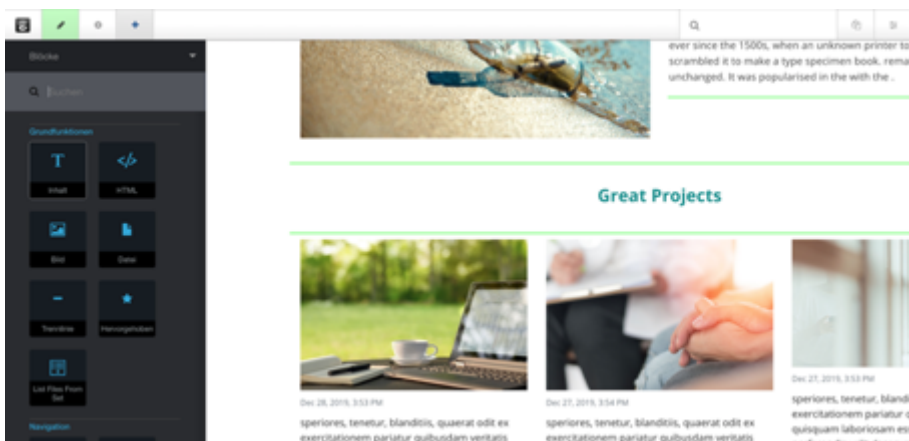 Blöcke
Suchen
Grundfunktionen
Inhalt
HTML
Bild
Datei
Trennlinie
Hervorgehoben
List Files From
Set
Navigation
ever since the 1500s, when an unknown printer to
scrambled it to make a type specimen book. rema
unchanged. It was popularised in the with the .
Great Projects
Dec 28, 2019, 3:53 PM
speriores, tenetur, blanditiis, quaerat odit ex
exercitationem pariatur quibusdam veritatis
Dec 27, 2019, 3:54 PM
speriores, tenetur, blanditiis, quaerat odit ex
exercitationem pariatur quibusdam veritatis
Dec 27, 2019, 3:53 PM
speriores, tenetur, blandi
exercitationem pariatur q
quisquam laboriosam es